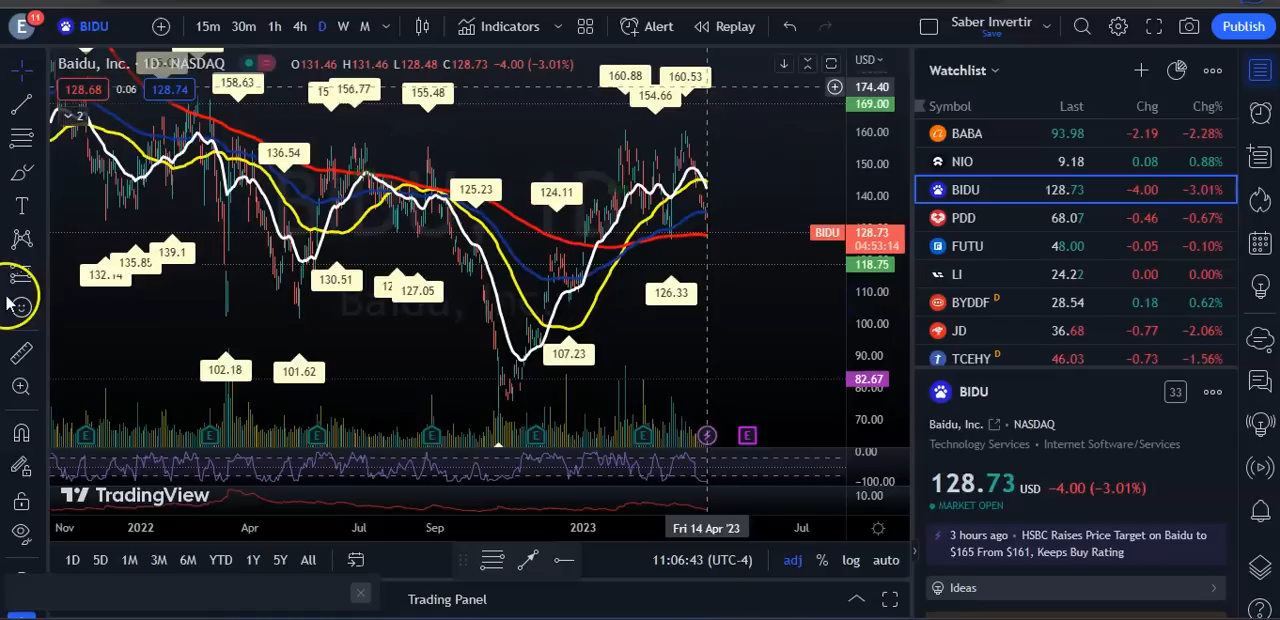 E 11 BIDU 15m 30m 1h 4h D W M Indicators Alert Replay Saber Invertir Save Publish
Baidu, Inc. · 1D · NASDAQ O131.46 H131.46 L128.48 C128.73 −4.00 (−3.01%) USD
128.68 0.06 128.74
2
158.63 156.77 155.48 160.88 154.66 160.53
136.54 125.23 124.11
132.14 135.85 139.1 130.51 127.05 126.33
102.18 101.62 107.23
174.40
169.00
160.00
150.00
140.00
BIDU 128.73
04:53:14
118.75
110.00
100.00
90.00
82.67
80.00
70.00
0.00
−100.00
10.00
E E E E E E E
TradingView
Nov 2022 Apr Jul Sep 2023 Fri 14 Apr '23 Jul
1D 5D 1M 3M 6M YTD 1Y 5Y All 11:06:43 (UTC-4) adj % log auto
Trading Panel
Watchlist
Symbol Last Chg Chg%
BABA 93.98 −2.19 −2.28%
NIO 9.18 0.08 0.88%
BIDU 128.73 −4.00 −3.01%
PDD 68.07 −0.46 −0.67%
FUTU 48.00 −0.05 −0.10%
LI 24.22 0.00 0.00%
BYDDF D 28.54 0.18 0.62%
JD 36.68 −0.77 −2.06%
TCEHY D 46.03 −0.73 −1.56%
BIDU 33
Baidu, Inc. • NASDAQ
Technology Services • Internet Software/Services
128.73 USD −4.00 (−3.01%)
MARKET OPEN
3 hours ago • HSBC Raises Price Target on Baidu to
$165 From $161, Keeps Buy Rating
Ideas